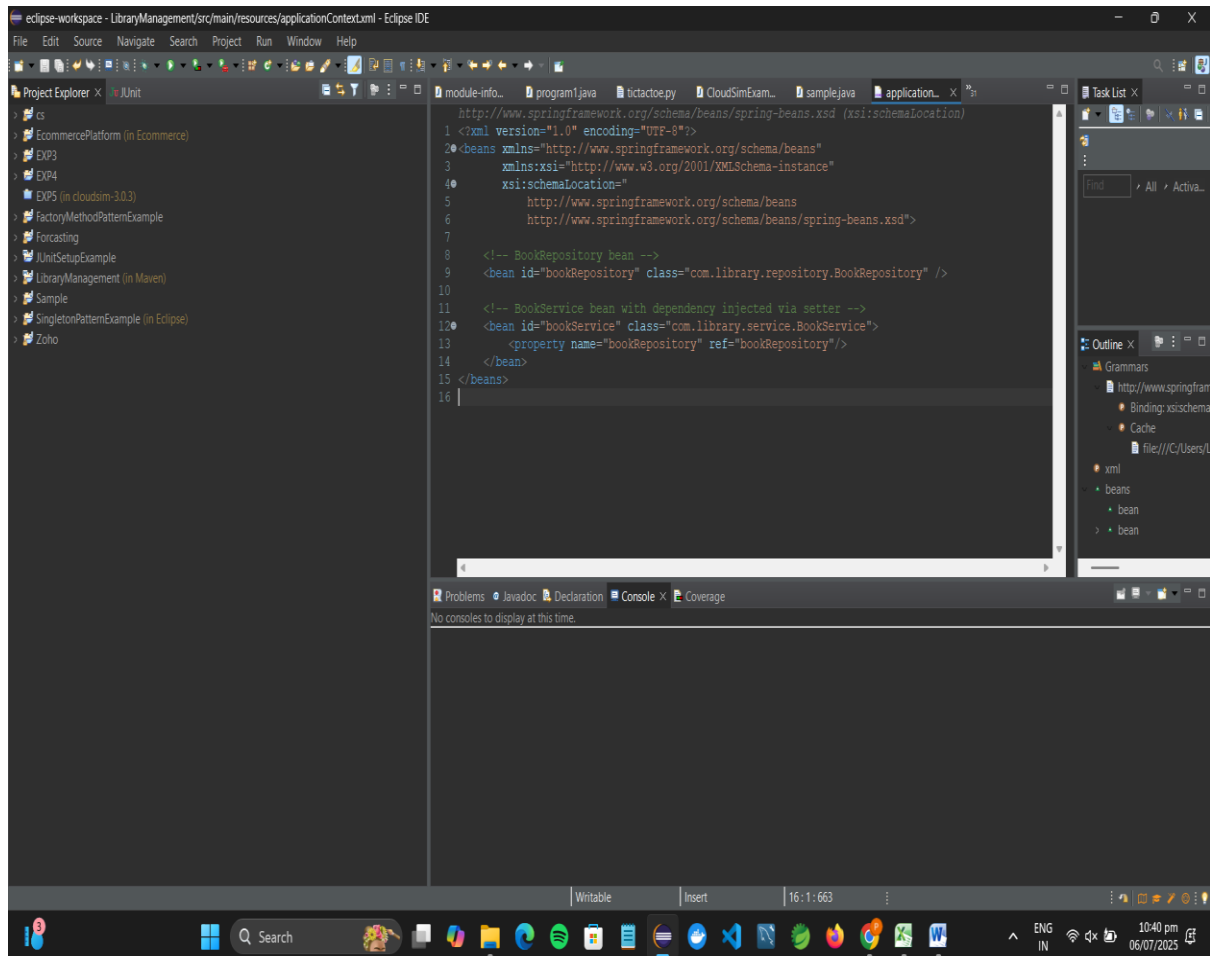 eclipse-workspace - LibraryManagement/src/main/resources/applicationContext.xml - Eclipse IDE
File Edit Source Navigate Search Project Run Window Help
Project Explorer JUnit
cs
EcommercePlatform (in Ecommerce)
EXP3
EXP4
EXP5 (in cloudsim-3.0.3)
FactoryMethodPatternExample
Forcasting
JUnitSetupExample
LibraryManagement (in Maven)
Sample
SingletonPatternExample (in Eclipse)
Zoho
module-info... program1.java tictactoe.py CloudSimExam... sample.java application... »31
http://www.springframework.org/schema/beans/spring-beans.xsd (xsi:schemaLocation)
1 <?xml version="1.0" encoding="UTF-8"?>
2 <beans xmlns="http://www.springframework.org/schema/beans"
3 xmlns:xsi="http://www.w3.org/2001/XMLSchema-instance"
4 xsi:schemaLocation="
5 http://www.springframework.org/schema/beans
6 http://www.springframework.org/schema/beans/spring-beans.xsd">
7
8 <!-- BookRepository bean -->
9 <bean id="bookRepository" class="com.library.repository.BookRepository" />
10
11 <!-- BookService bean with dependency injected via setter -->
12 <bean id="bookService" class="com.library.service.BookService">
13 <property name="bookRepository" ref="bookRepository"/>
14 </bean>
15 </beans>
16
Task List
Find All Activa...
Outline
Grammars
http://www.springfram
Binding: xsi:schema
Cache
file:///C:/Users/L
xml
beans
bean
bean
Problems Javadoc Declaration Console Coverage
No consoles to display at this time.
Writable Insert 16 : 1 : 663
3
Search
ENG
IN
10:40 pm
06/07/2025